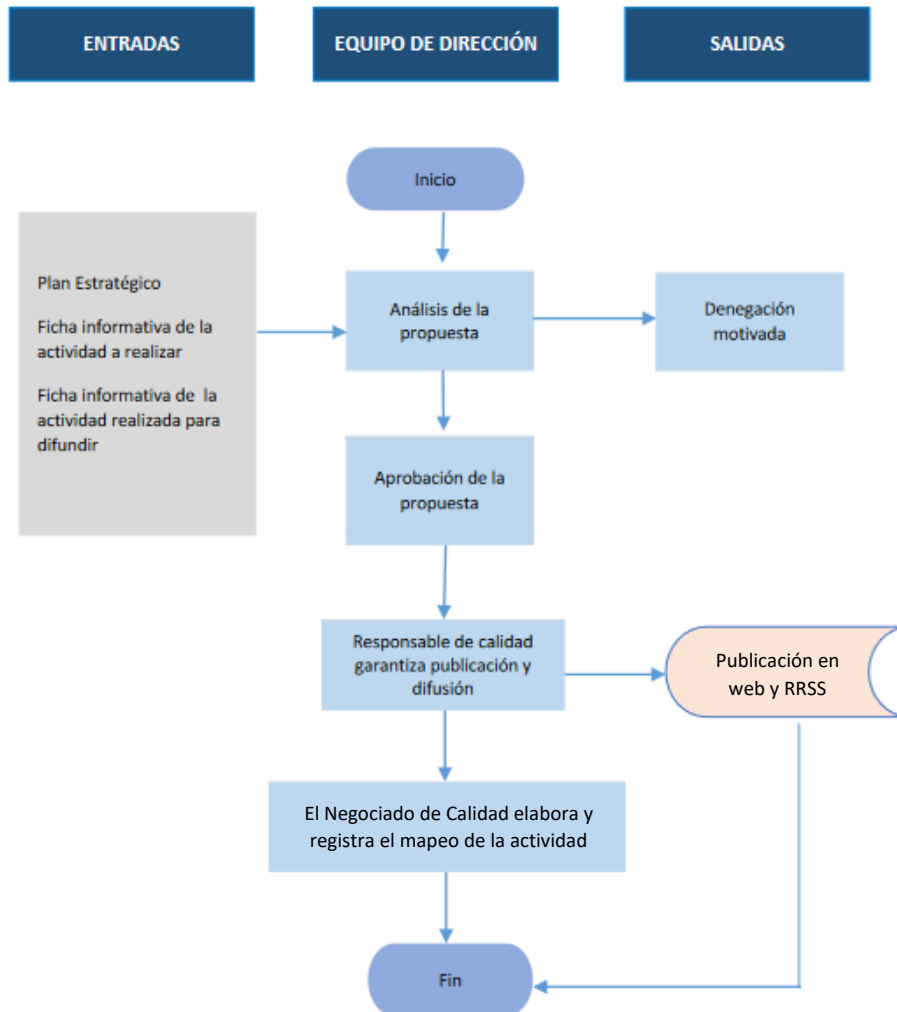 ENTRADAS
EQUIPO DE DIRECCIÓN
SALIDAS
Inicio
Plan Estratégico
Ficha informativa de la
actividad a realizar
Ficha informativa de la
actividad realizada para
difundir
Análisis de la
propuesta
Denegación
motivada
Aprobación de la
propuesta
Responsable de calidad
garantiza publicación y
difusión
Publicación en
web y RRSS
El Negociado de Calidad elabora y
registra el mapeo de la actividad
Fin